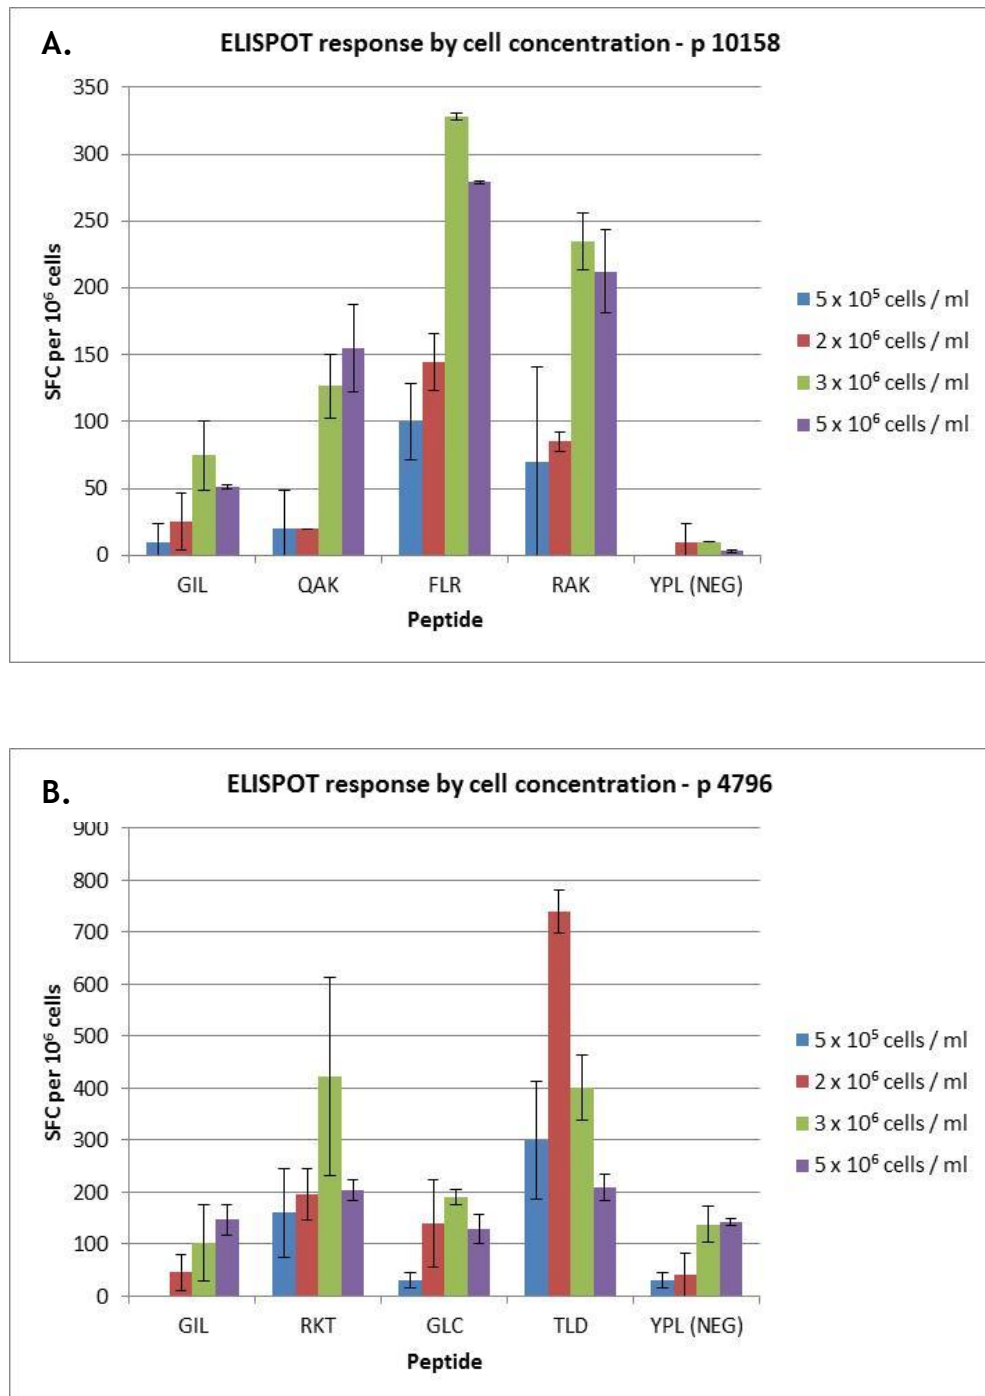 A.
ELISPOT response by cell concentration - p 10158
350
300
250
200
150
100
50
0
SFC per 10⁶ cells
GIL QAK FLR RAK YPL (NEG)
Peptide
5 x 10⁵ cells / ml
2 x 10⁶ cells / ml
3 x 10⁶ cells / ml
5 x 10⁶ cells / ml
B.
ELISPOT response by cell concentration - p 4796
900
800
700
600
500
400
300
200
100
0
SFC per 10⁶ cells
GIL RKT GLC TLD YPL (NEG)
Peptide
5 x 10⁵ cells / ml
2 x 10⁶ cells / ml
3 x 10⁶ cells / ml
5 x 10⁶ cells / ml